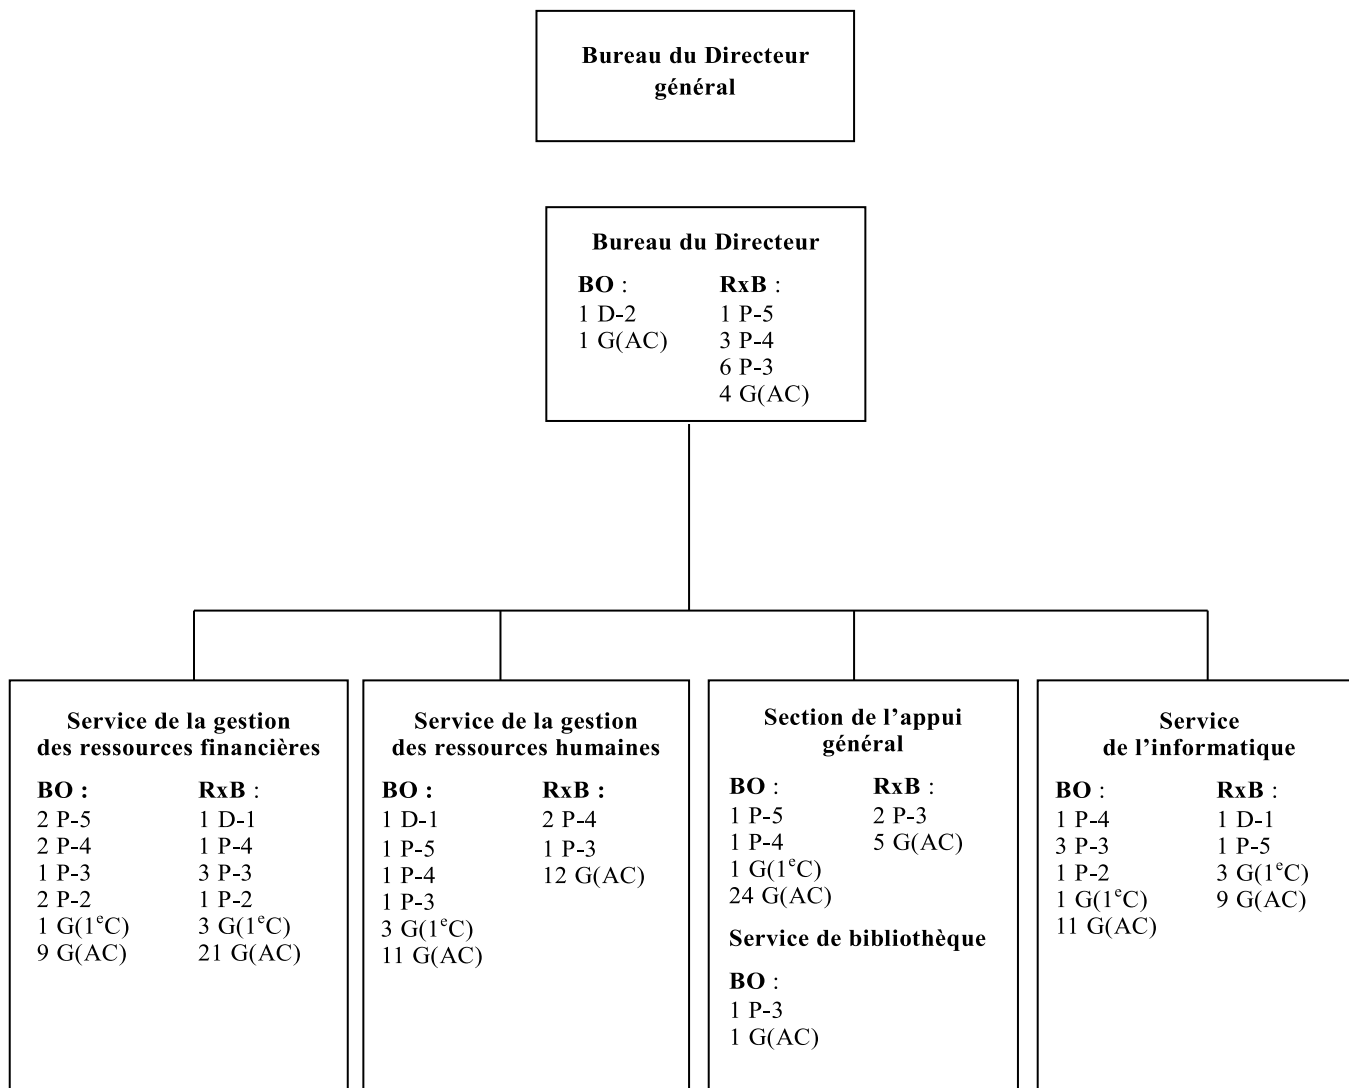 Bureau du Directeur
général
Bureau du Directeur
BO :
1 D-2
1 G(AC)
RxB :
1 P-5
3 P-4
6 P-3
4 G(AC)
Service de la gestion
des ressources financières
BO :
2 P-5
2 P-4
1 P-3
2 P-2
1 G(1ᵉC)
9 G(AC)
RxB :
1 D-1
1 P-4
3 P-3
1 P-2
3 G(1ᵉC)
21 G(AC)
Service de la gestion
des ressources humaines
BO :
1 D-1
1 P-5
1 P-4
1 P-3
3 G(1ᵉC)
11 G(AC)
RxB :
2 P-4
1 P-3
12 G(AC)
Section de l’appui
général
BO :
1 P-5
1 P-4
1 G(1ᵉC)
24 G(AC)
RxB :
2 P-3
5 G(AC)
Service de bibliothèque
BO :
1 P-3
1 G(AC)
Service
de l’informatique
BO :
1 P-4
3 P-3
1 P-2
1 G(1ᵉC)
11 G(AC)
RxB :
1 D-1
1 P-5
3 G(1ᵉC)
9 G(AC)